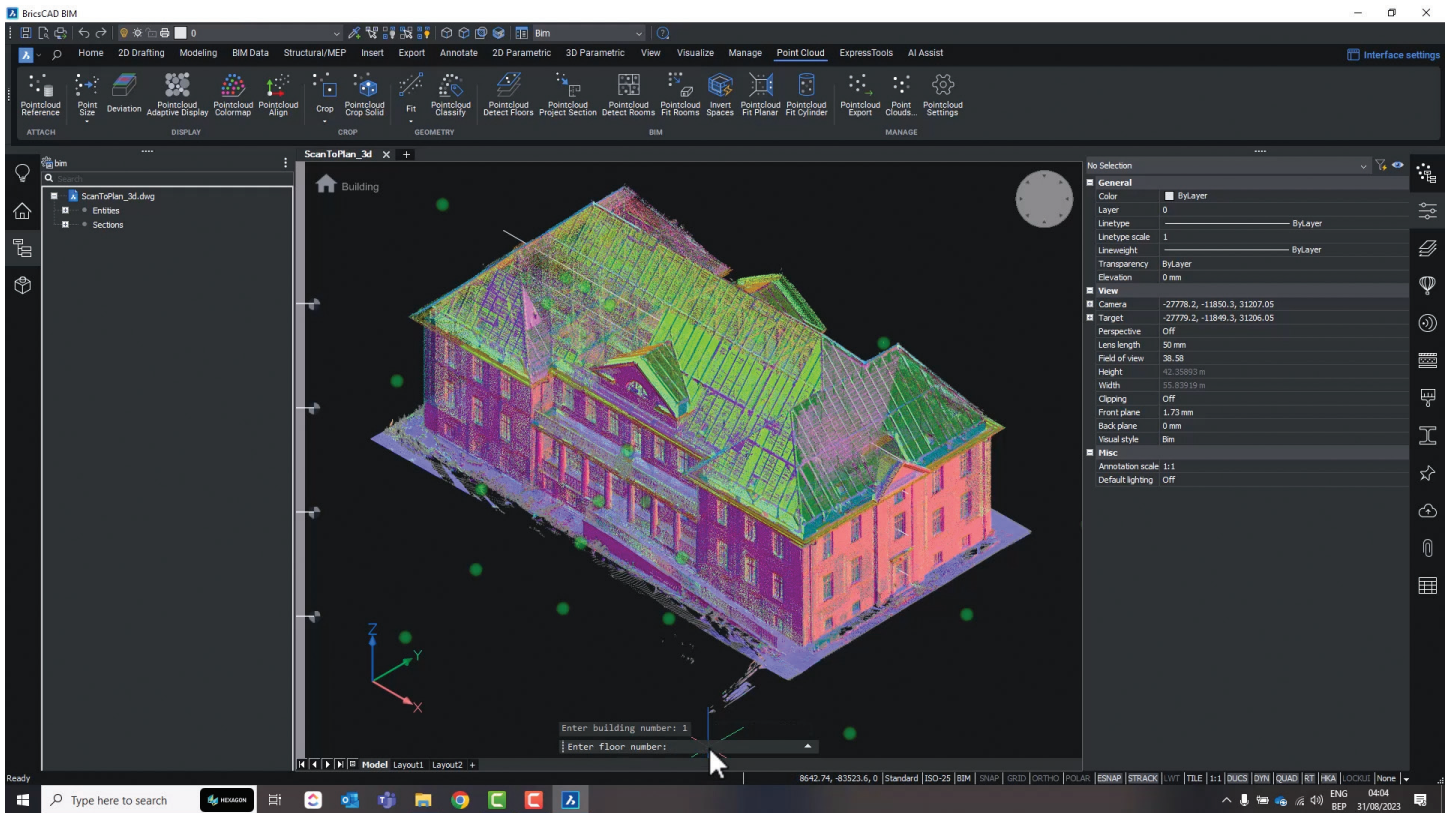 BricsCAD BIM
0
Bim
Home 2D Drafting Modeling BIM Data Structural/MEP Insert Export Annotate 2D Parametric 3D Parametric View Visualize Manage Point Cloud ExpressTools AI Assist
Interface settings
Pointcloud Reference
Point Size
Deviation
Pointcloud Adaptive Display
Pointcloud Colormap
Pointcloud Align
Crop
Pointcloud Crop Solid
Fit
Pointcloud Classify
Pointcloud Detect Floors
Pointcloud Project Section
Pointcloud Detect Rooms
Pointcloud Fit Rooms
Invert Spaces
Pointcloud Fit Planar
Pointcloud Fit Cylinder
Pointcloud Export
Point Clouds...
Pointcloud Settings
ATTACH DISPLAY CROP GEOMETRY BIM MANAGE
bim
Search
ScanToPlan_3d.dwg
Entities
Sections
ScanToPlan_3d
Building
Z
Y
X
Enter building number: 1
Enter floor number:
Model Layout1 Layout2 +
No Selection
General
Color ByLayer
Layer 0
Linetype ByLayer
Linetype scale 1
Lineweight ByLayer
Transparency ByLayer
Elevation 0 mm
View
Camera -27778.2, -11850.3, 31207.05
Target -27779.2, -11849.3, 31206.05
Perspective Off
Lens length 50 mm
Field of view 38.58
Height 42.35893 m
Width 55.83919 m
Clipping Off
Front plane 1.73 mm
Back plane 0 mm
Visual style Bim
Misc
Annotation scale 1:1
Default lighting Off
Ready
8642.74, -83523.6, 0 Standard ISO-25 BIM SNAP GRID ORTHO POLAR ESNAP STRACK LWT TILE 1:1 DUCS DYN QUAD RT HKA LOCKUI None
Type here to search
HEXAGON
ENG
BEP
04:04
31/08/2023